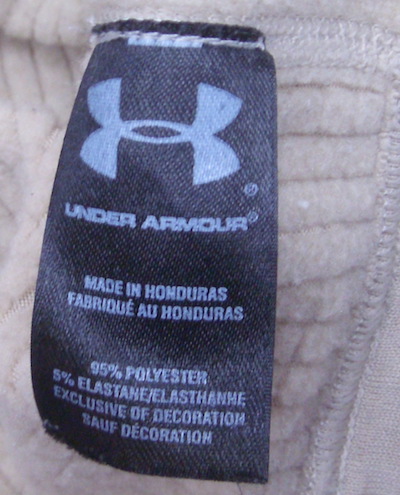 ®
UNDER ARMOUR®
MADE IN HONDURAS
FABRIQUÉ AU HONDURAS
95% POLYESTER
5% ELASTANE/ELASTHANNE
EXCLUSIVE OF DECORATION
SAUF DÉCORATION